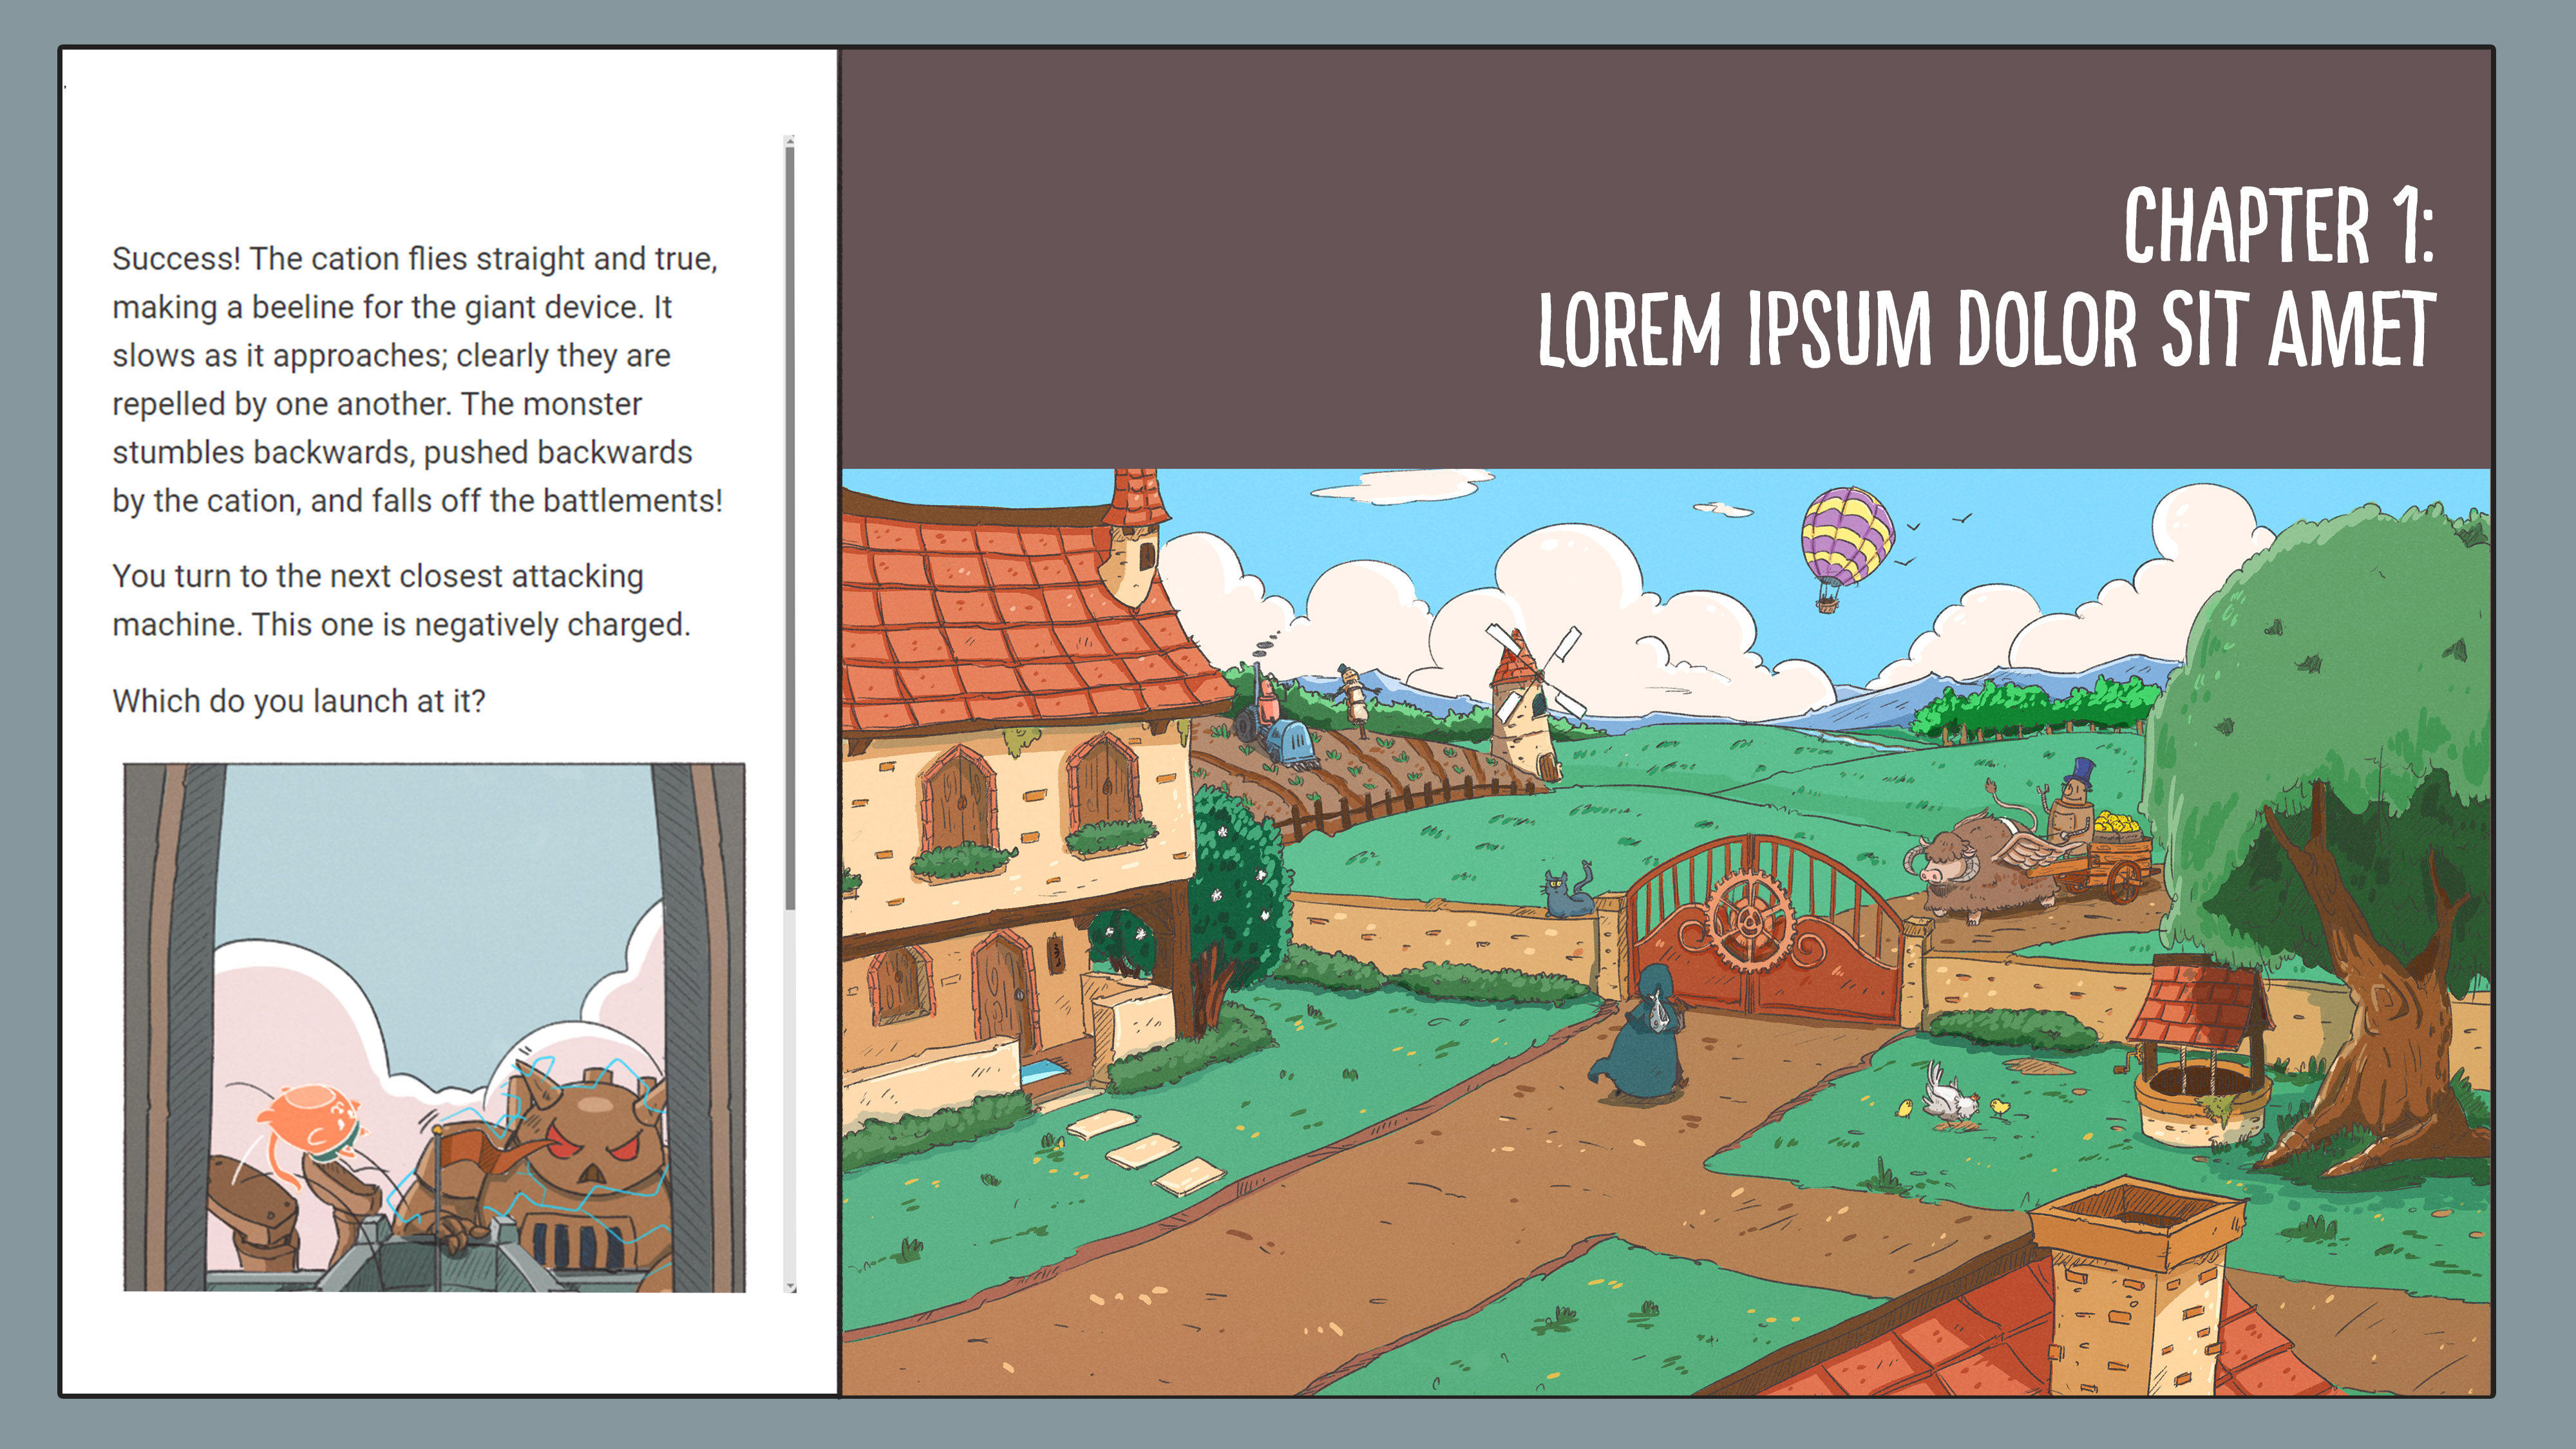 Success! The cation flies straight and true,
making a beeline for the giant device. It
slows as it approaches; clearly they are
repelled by one another. The monster
stumbles backwards, pushed backwards
by the cation, and falls off the battlements!
You turn to the next closest attacking
machine. This one is negatively charged.
Which do you launch at it?
CHAPTER 1:
LOREM IPSUM DOLOR SIT AMET